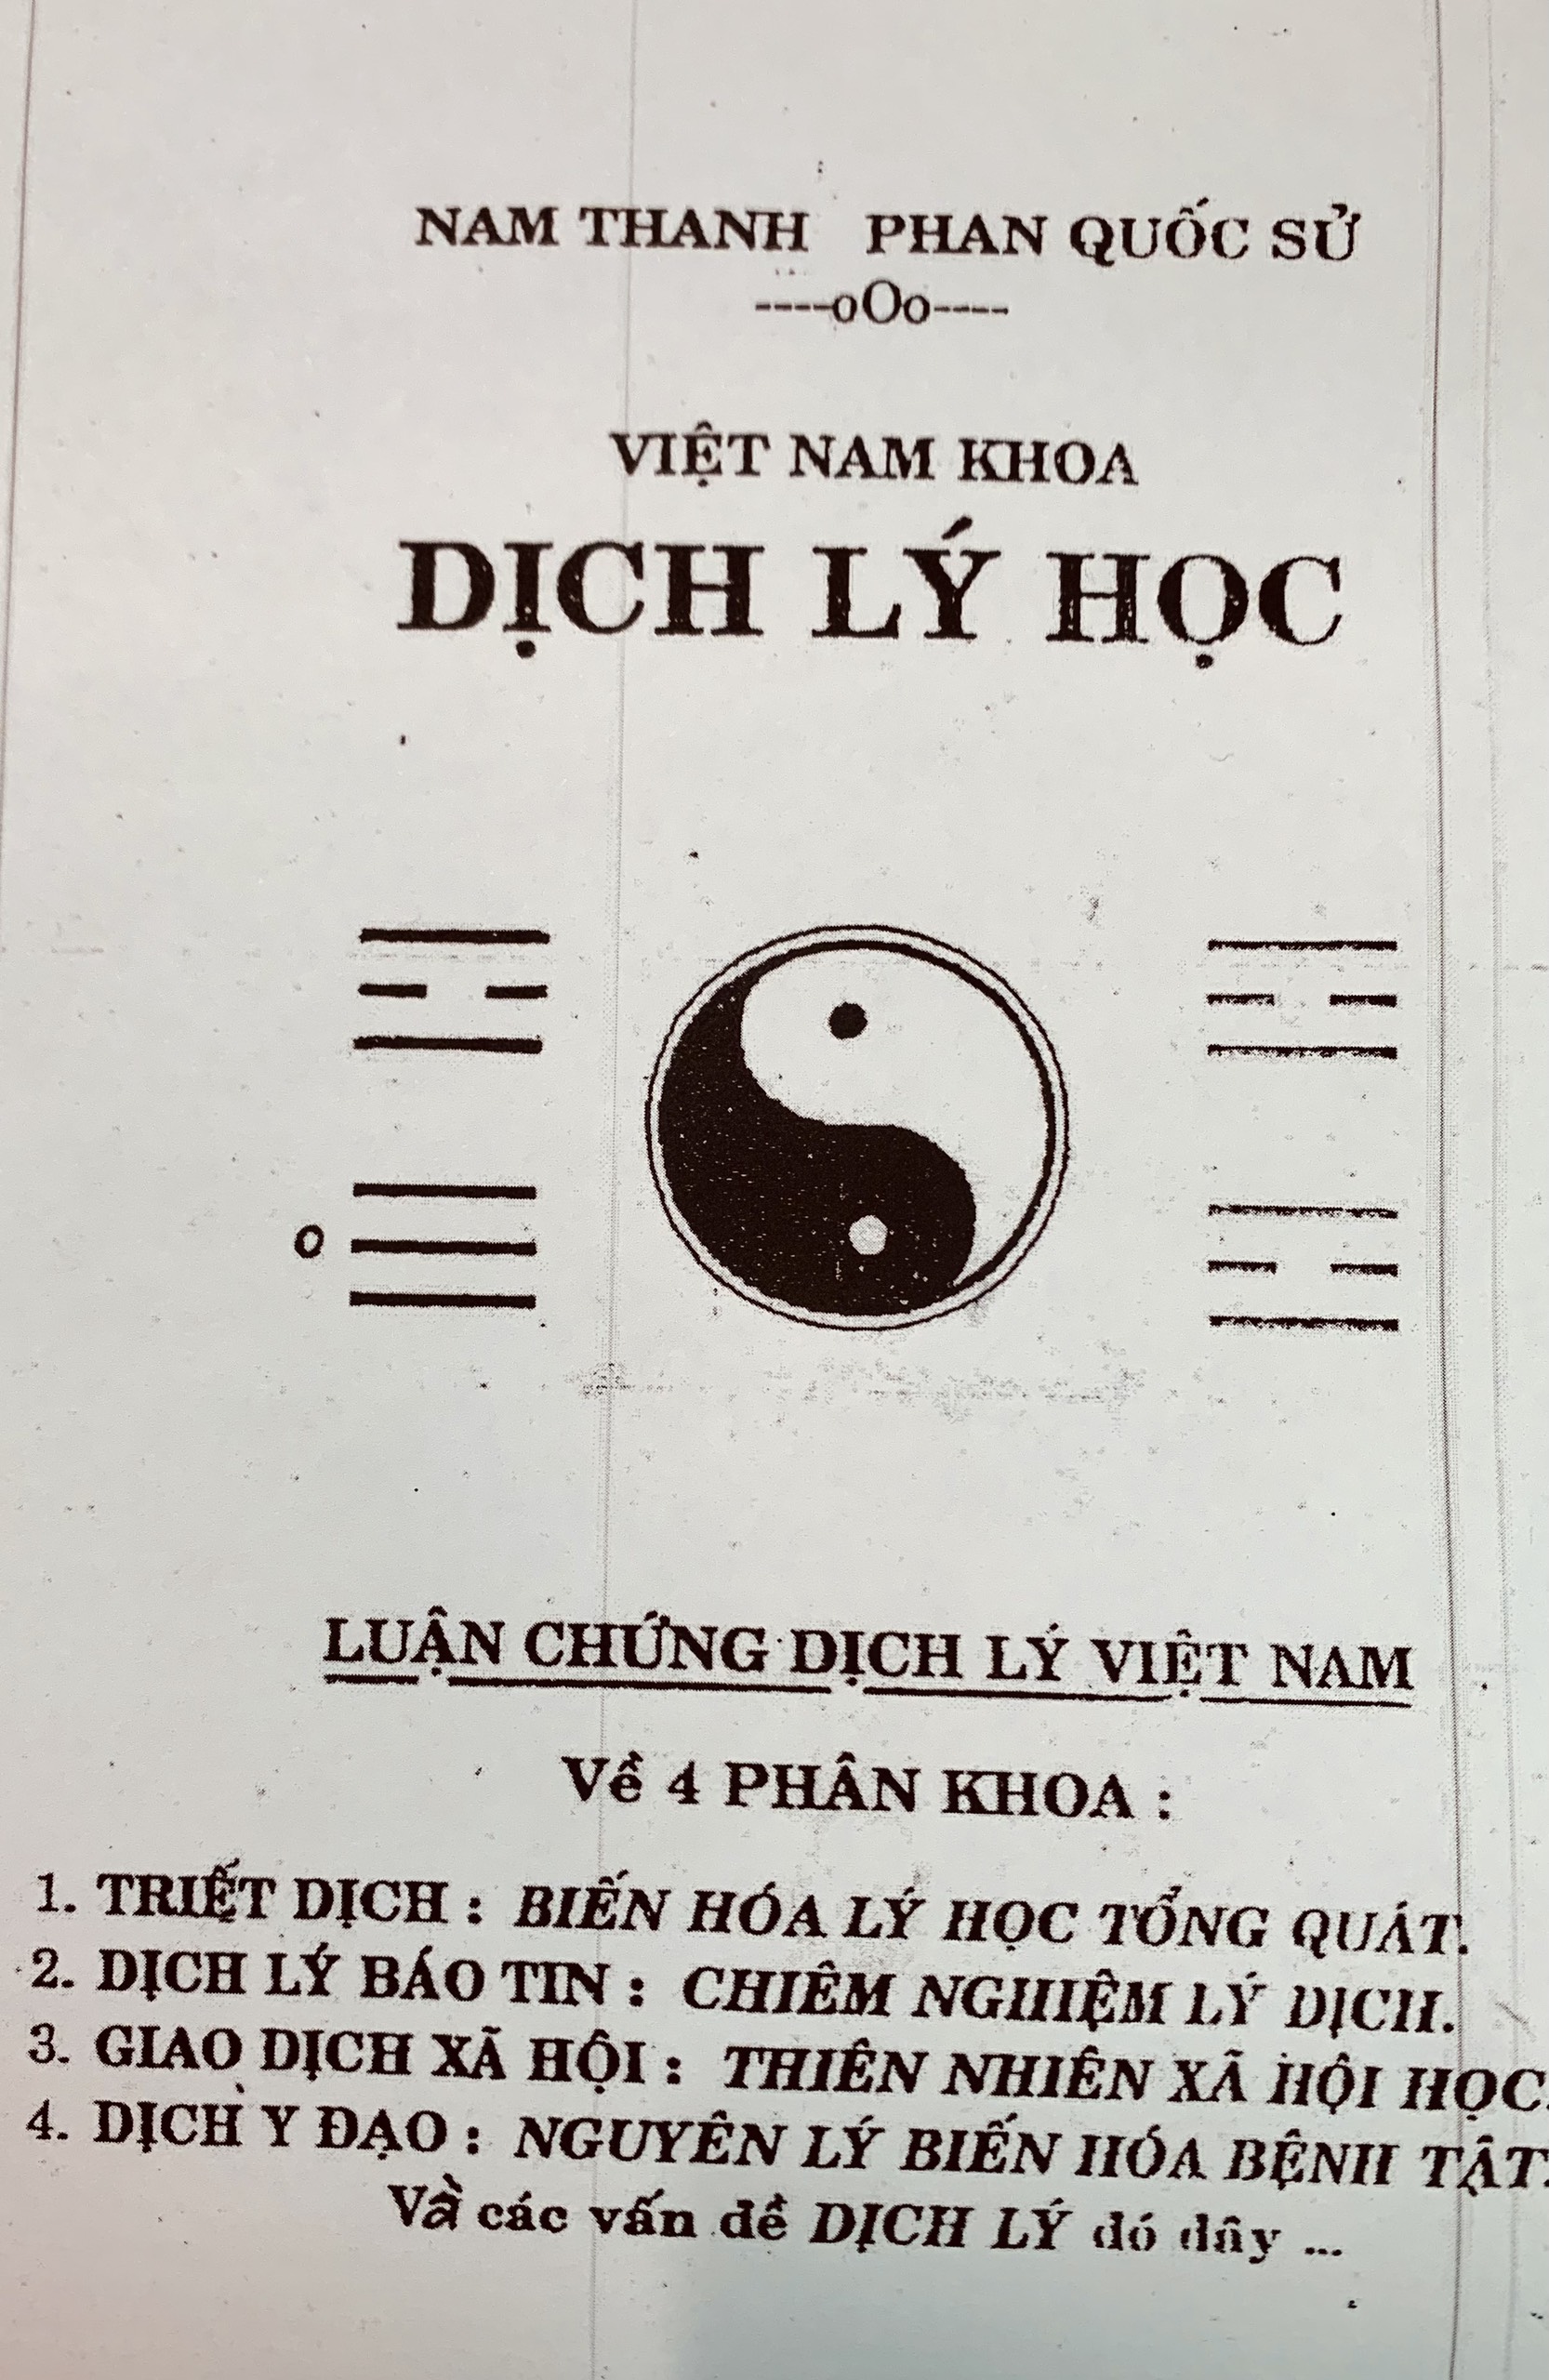 NAM THANH PHAN QUỐC SỬ
----oOo----
VIỆT NAM KHOA
DỊCH LÝ HỌC
o
LUẬN CHỨNG DỊCH LÝ VIỆT NAM
Về 4 PHÂN KHOA :
1. TRIẾT DỊCH : BIẾN HÓA LÝ HỌC TỔNG QUÁT.
2. DỊCH LÝ BÁO TIN : CHIÊM NGHIỆM LÝ DỊCH.
3. GIAO DỊCH XÃ HỘI : THIÊN NHIÊN XÃ HỘI HỌC.
4. DỊCH Y ĐẠO : NGUYÊN LÝ BIẾN HÓA BỆNH TẬT.
Và các vấn đề DỊCH LÝ đó đây ...